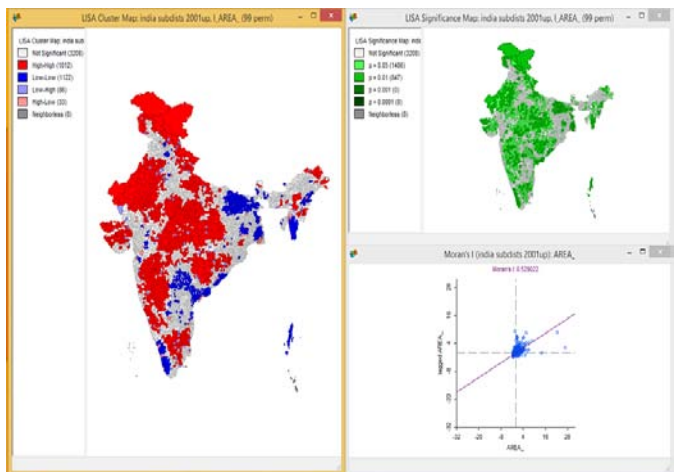 LISA Cluster Map: india subdists 2001up, I_AREA_ (99 perm)
LISA Cluster Map: india sub
Not Significant (3208)
High-High (1012)
Low-Low (1122)
Low-High (86)
High-Low (33)
Neighborless (0)
LISA Significance Map: india subdists 2001up, I_AREA_ (99 perm)
LISA Significance Map: india
Not Significant (3208)
p = 0.05 (1406)
p = 0.01 (847)
p = 0.001 (0)
p = 0.0001 (0)
Neighborless (0)
Moran's I (india subdists 2001up): AREA_
Moran's I:
lagged AREA_
AREA_